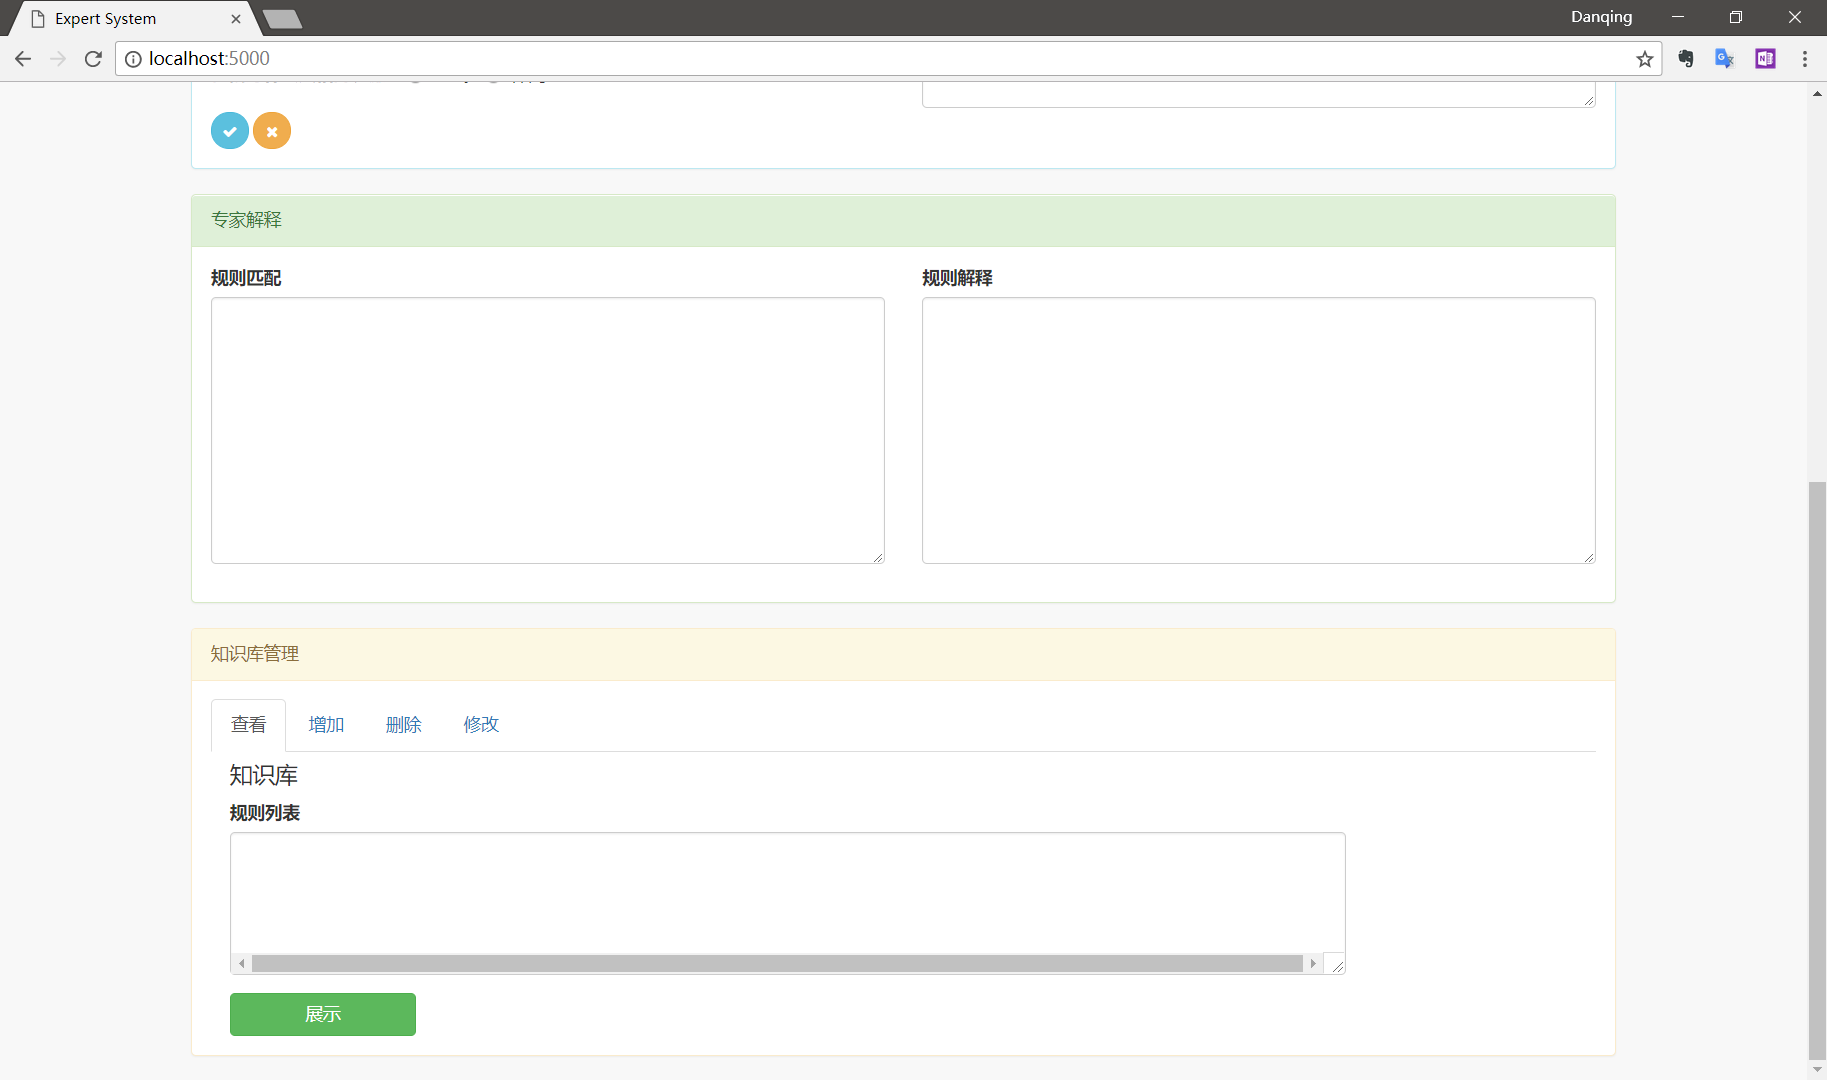 Expert System
Danqing
localhost:5000
专家解释
规则匹配
规则解释
知识库管理
查看
增加
删除
修改
知识库
规则列表
展示